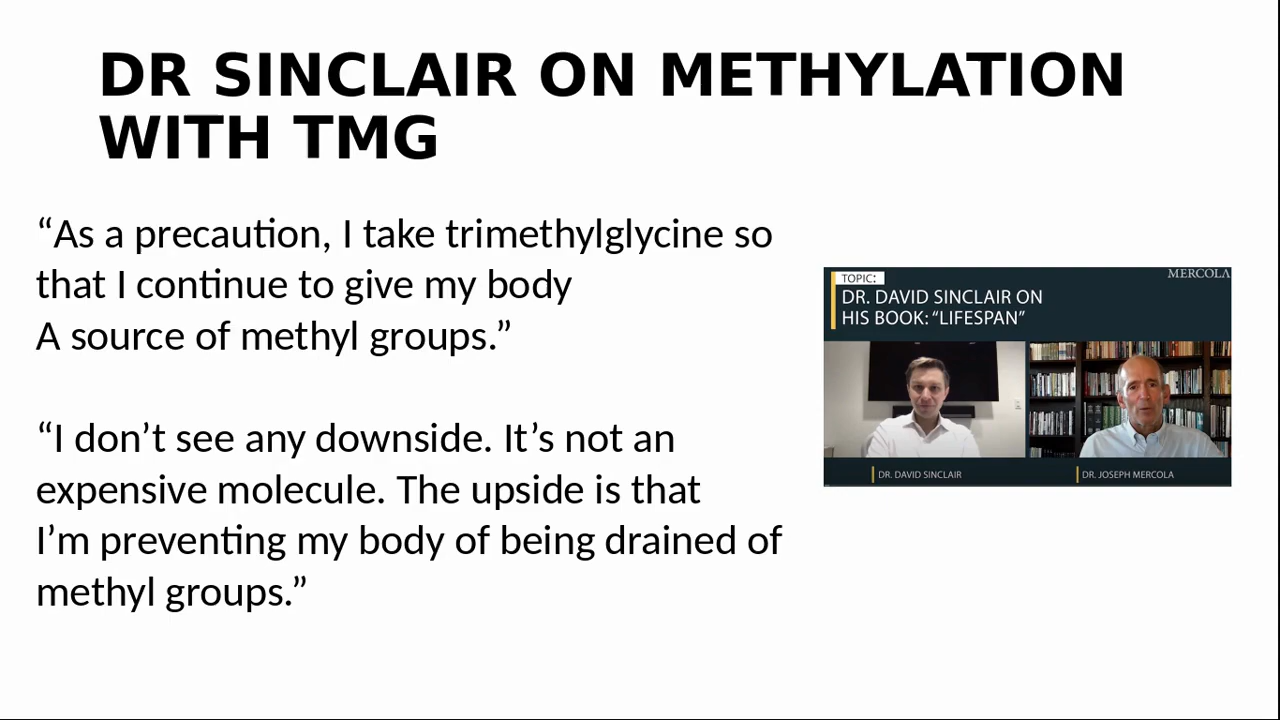 DR SINCLAIR ON METHYLATION
WITH TMG
“As a precaution, I take trimethylglycine so
that I continue to give my body
A source of methyl groups.”
“I don’t see any downside. It’s not an
expensive molecule. The upside is that
I’m preventing my body of being drained of
methyl groups.”
MERCOLA
TOPIC:
DR. DAVID SINCLAIR ON
HIS BOOK: “LIFESPAN”
DR. DAVID SINCLAIR
DR. JOSEPH MERCOLA